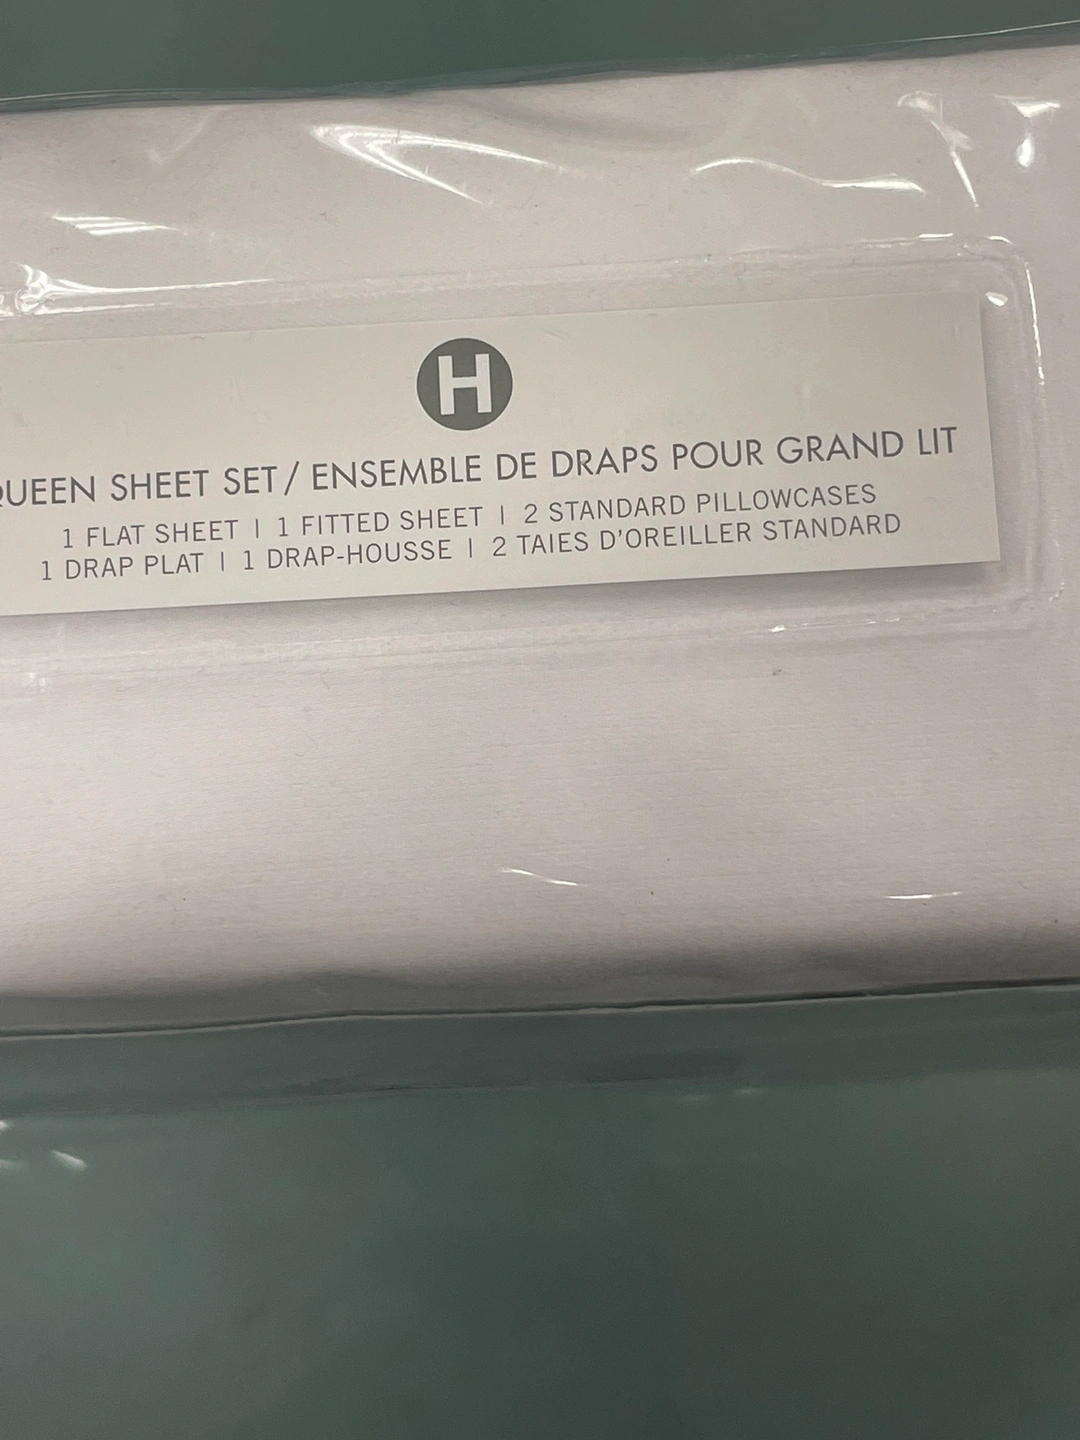 H
QUEEN SHEET SET / ENSEMBLE DE DRAPS POUR GRAND LIT
1 FLAT SHEET | 1 FITTED SHEET | 2 STANDARD PILLOWCASES
1 DRAP PLAT | 1 DRAP-HOUSSE | 2 TAIES D'OREILLER STANDARD